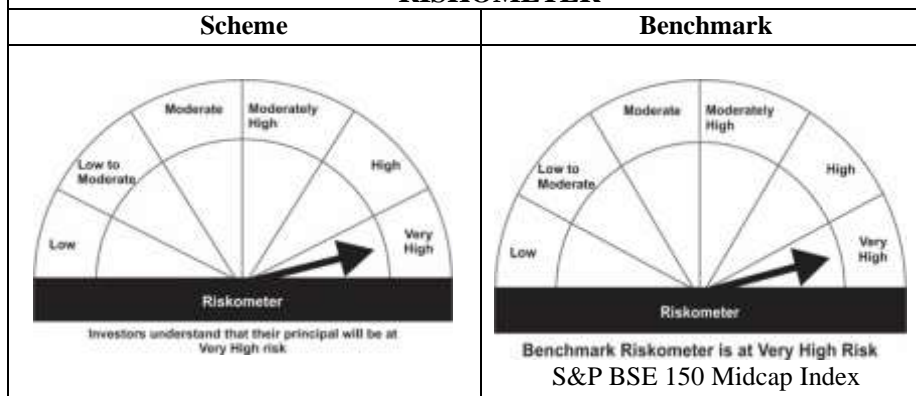 RISKOMETER
Scheme
Benchmark
Moderate
Moderately
High
Low to
Moderate
High
Low
Very
High
Riskometer
Investors understand that their principal will be at
Very High risk
Moderate
Moderately
High
Low to
Moderate
High
Low
Very
High
Riskometer
Benchmark Riskometer is at Very High Risk
S&P BSE 150 Midcap Index